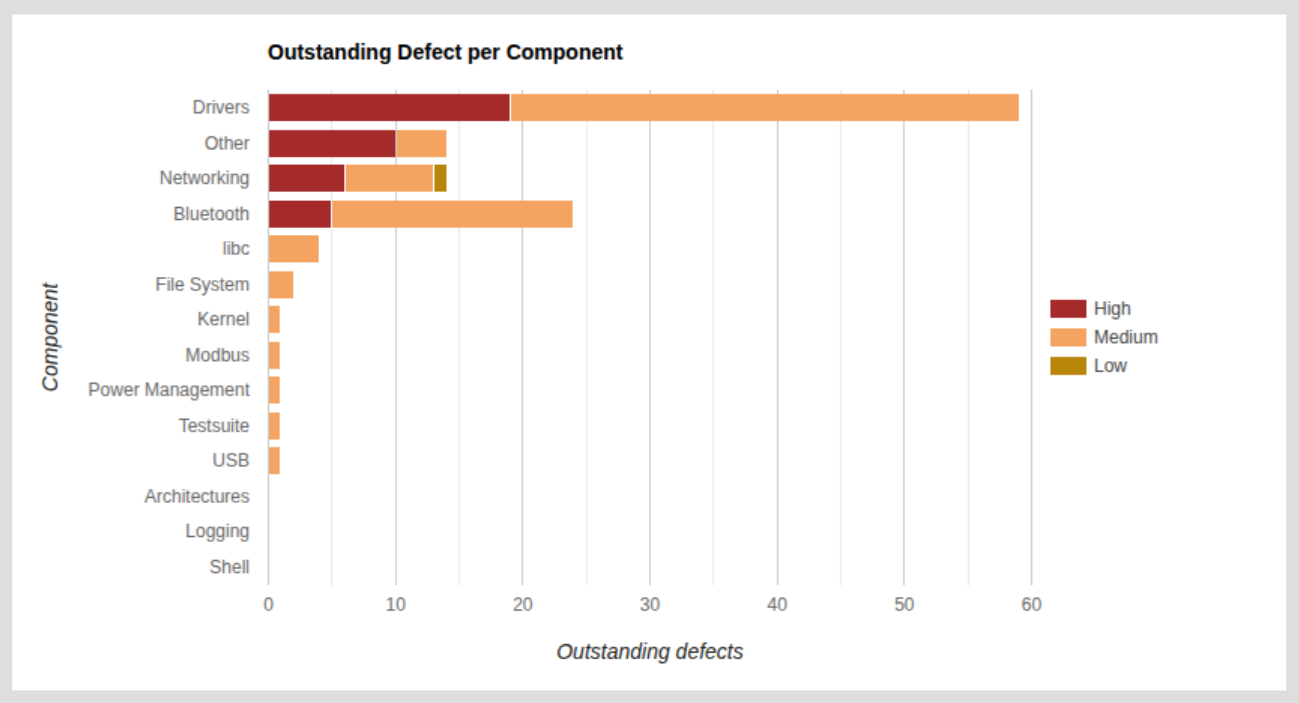 Outstanding Defect per Component
Drivers
Other
Networking
Bluetooth
libc
File System
Kernel
Modbus
Power Management
Testsuite
USB
Architectures
Logging
Shell
Component
0 10 20 30 40 50 60
Outstanding defects
High
Medium
Low